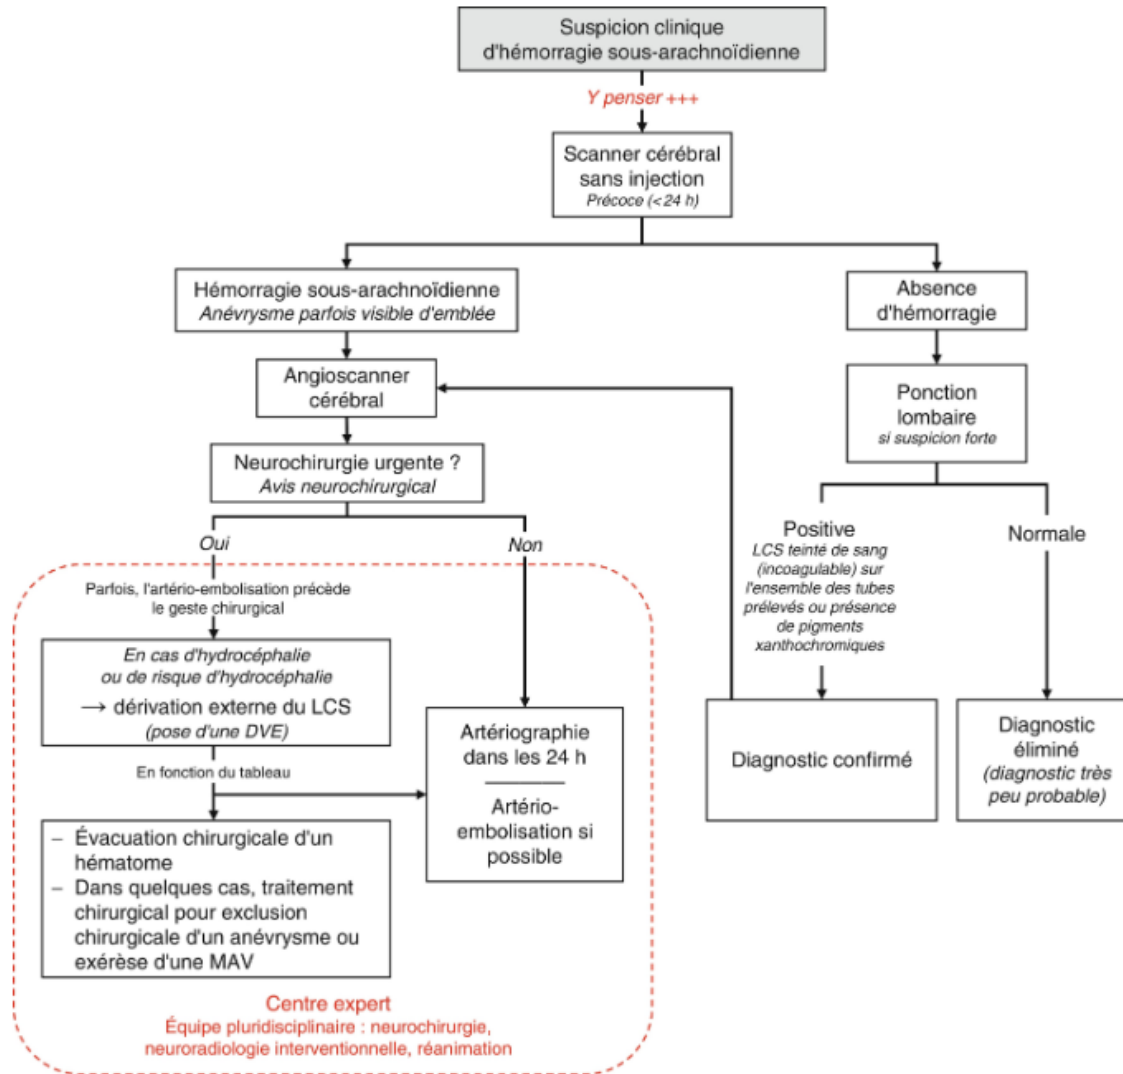 Suspicion clinique
d'hémorragie sous-arachnoïdienne
Y penser +++
Scanner cérébral
sans injection
Précoce (< 24 h)
Hémorragie sous-arachnoïdienne
Anévrysme parfois visible d'emblée
Absence
d'hémorragie
Angioscanner
cérébral
Ponction
lombaire
si suspicion forte
Neurochirurgie urgente ?
Avis neurochirurgical
Oui
Non
Positive
LCS teinté de sang
(incoagulable) sur
l'ensemble des tubes
prélevés ou présence
de pigments
xanthochromiques
Normale
Parfois, l'artério-embolisation précède
le geste chirurgical
En cas d'hydrocéphalie
ou de risque d'hydrocéphalie
→ dérivation externe du LCS
(pose d'une DVE)
En fonction du tableau
Artériographie
dans les 24 h
Artério-
embolisation si
possible
Diagnostic confirmé
Diagnostic
éliminé
(diagnostic très
peu probable)
– Évacuation chirurgicale d'un
hématome
– Dans quelques cas, traitement
chirurgical pour exclusion
chirurgicale d'un anévrysme ou
exérèse d'une MAV
Centre expert
Équipe pluridisciplinaire : neurochirurgie,
neuroradiologie interventionnelle, réanimation